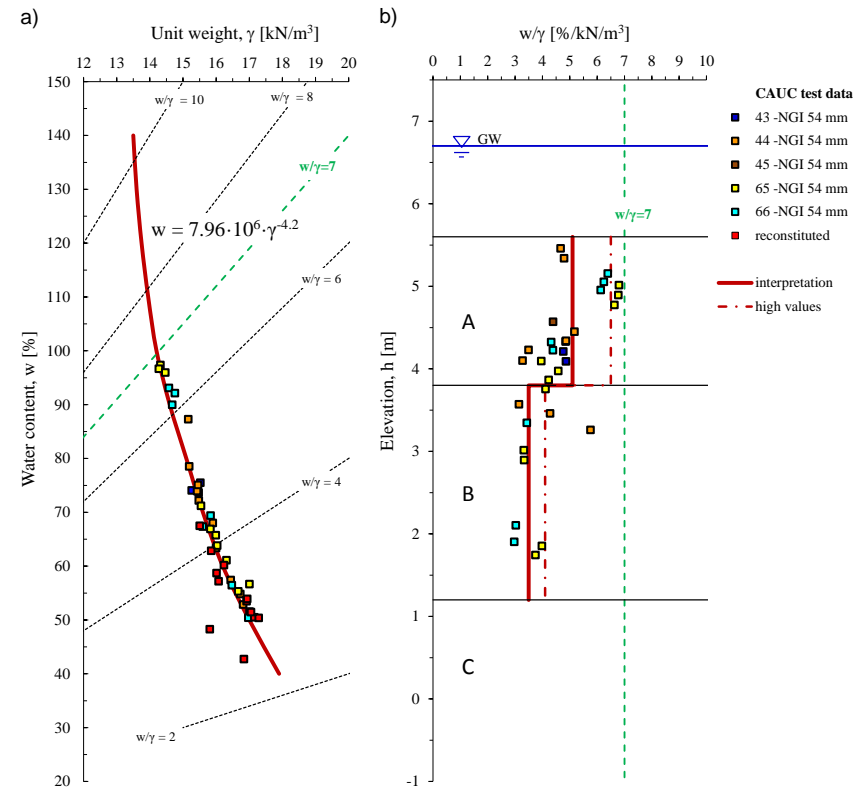 a)
Unit weight, γ [kN/m³]
12 13 14 15 16 17 18 19 20
Water content, w [%]
150
140
130
120
110
100
90
80
70
60
50
40
30
20
w/γ = 10
w/γ = 8
w/γ=7
w = 7.96·10⁶·γ⁻⁴·²
w/γ = 6
w/γ = 4
w/γ = 2
b)
w/γ [%/kN/m³]
0 1 2 3 4 5 6 7 8 9 10
Elevation, h [m]
7
6
5
4
3
2
1
0
-1
GW
w/γ=7
A
B
C
CAUC test data
43 -NGI 54 mm
44 -NGI 54 mm
45 -NGI 54 mm
65 -NGI 54 mm
66 -NGI 54 mm
reconstituted
interpretation
high values